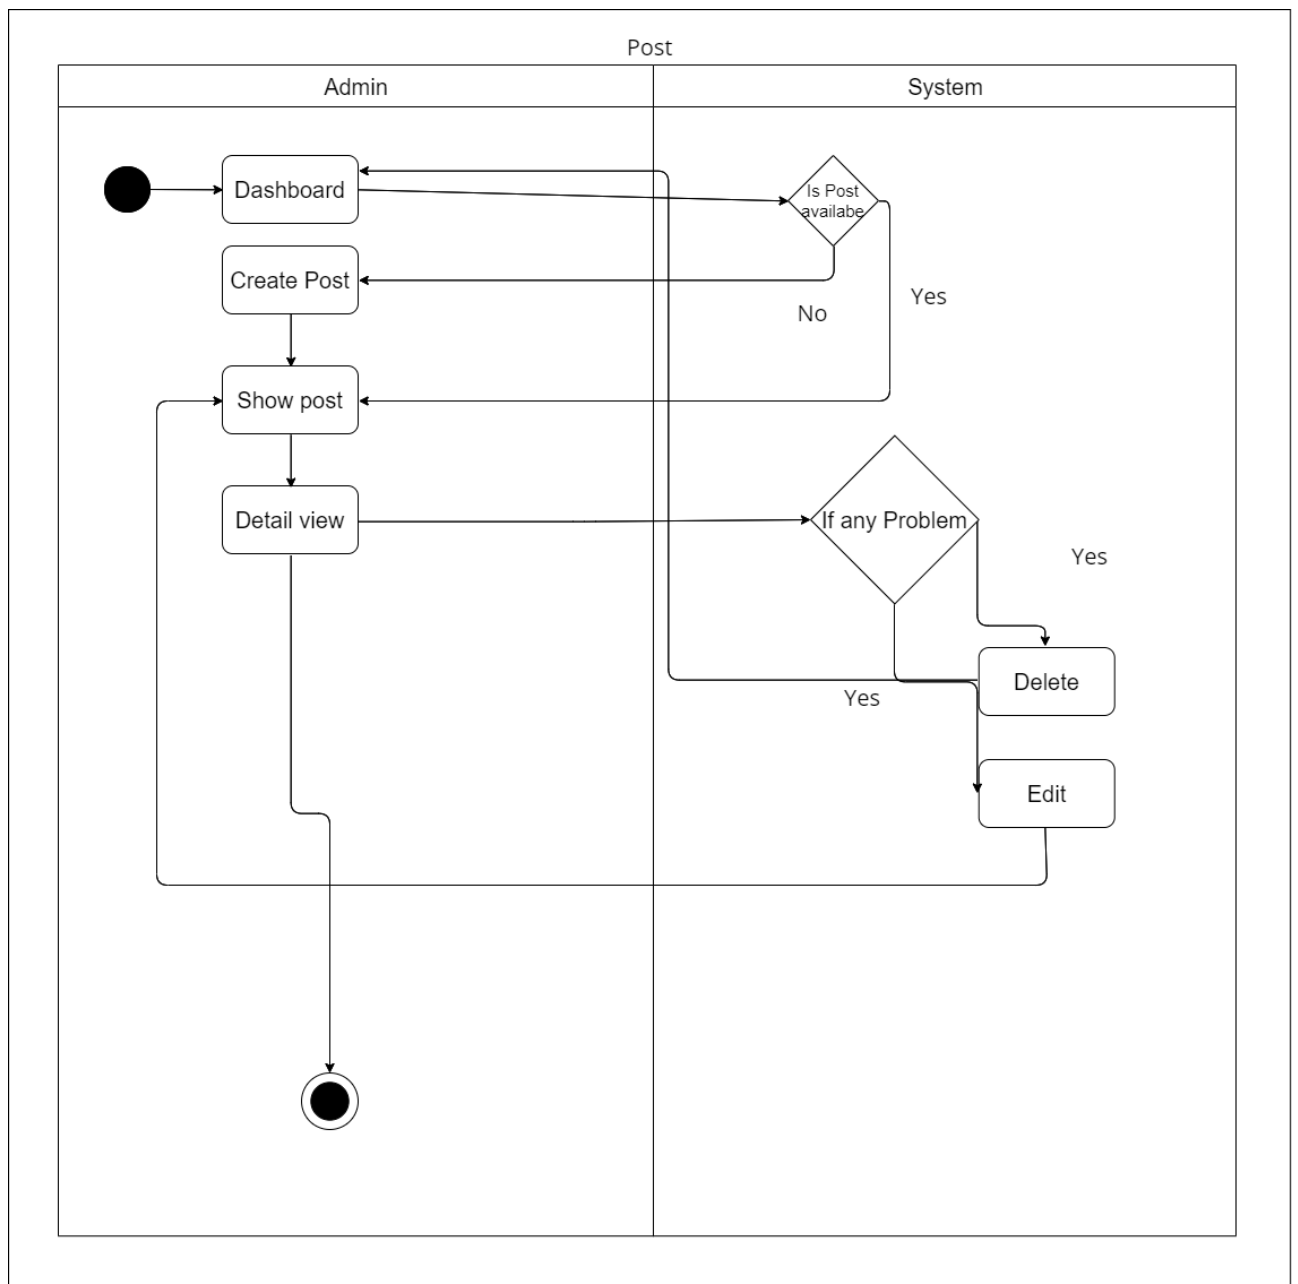 Post
Admin
System
Dashboard
Is Post
availabe
Create Post
No
Yes
Show post
Detail view
If any Problem
Yes
Delete
Yes
Edit